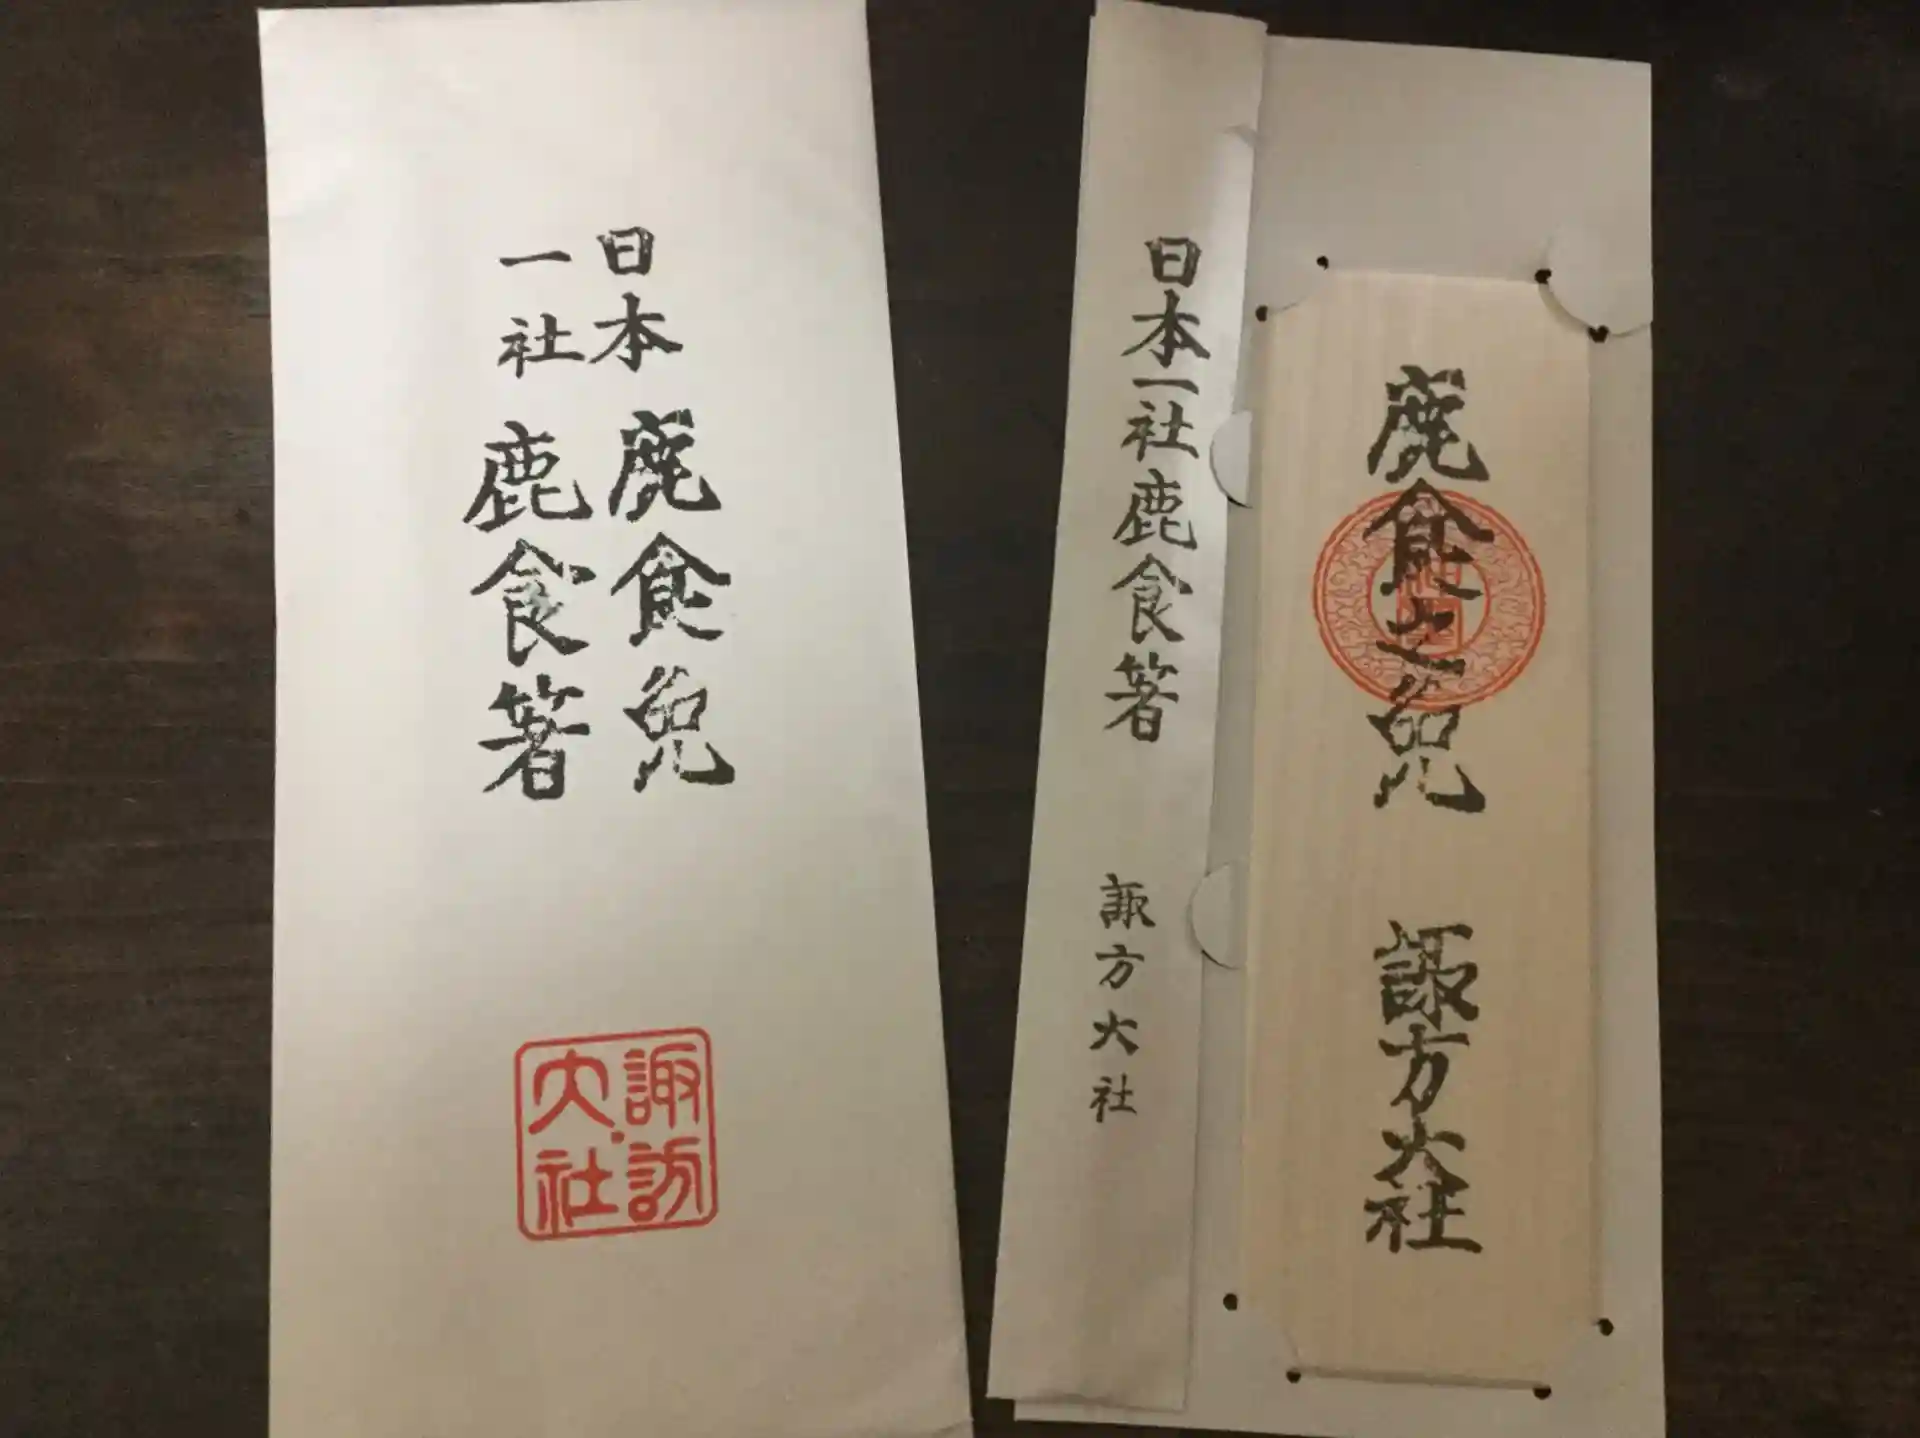 日本
一社
鹿食免
鹿食箸
諏訪
大社
鹿食之免 諏方大社
日本一社鹿食箸 諏方大社